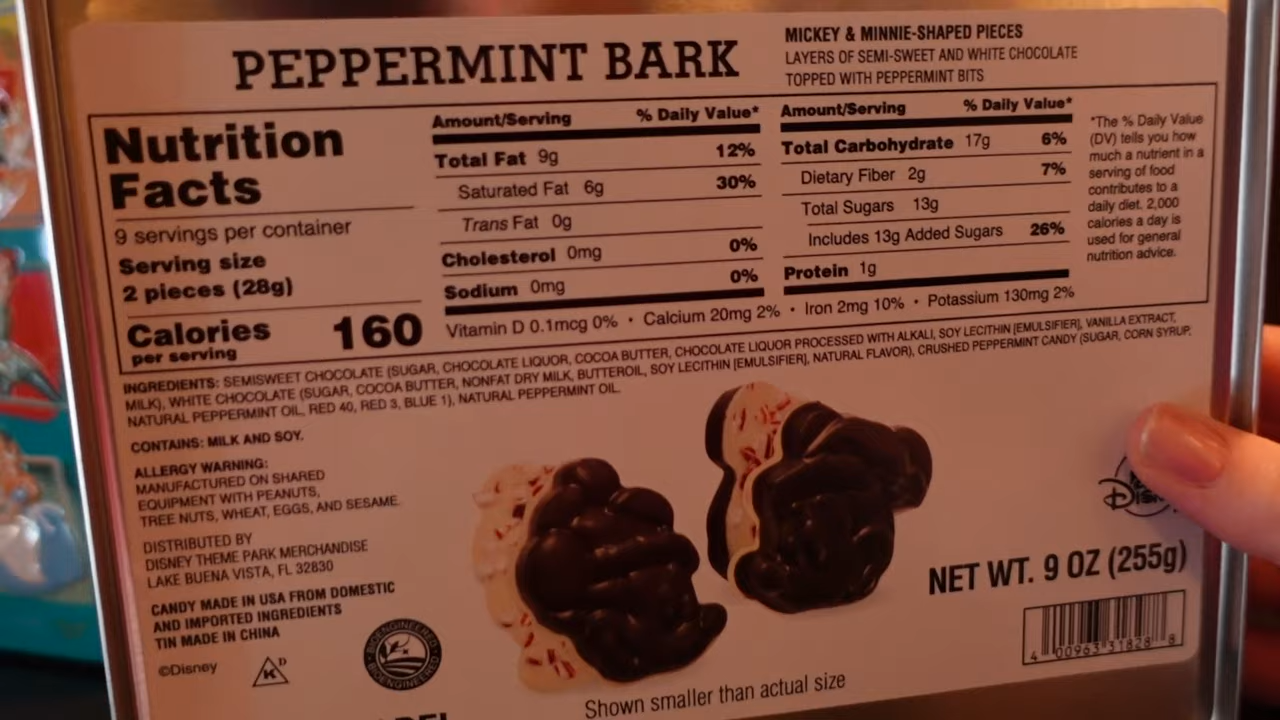 PEPPERMINT BARK
MICKEY & MINNIE-SHAPED PIECES
LAYERS OF SEMI-SWEET AND WHITE CHOCOLATE
TOPPED WITH PEPPERMINT BITS
Nutrition
Facts
9 servings per container
Serving size
2 pieces (28g)
Calories 160
per serving
Amount/Serving % Daily Value*
Total Fat 9g 12%
Saturated Fat 6g 30%
Trans Fat 0g
Cholesterol 0mg 0%
Sodium 0mg 0%
Amount/Serving % Daily Value*
Total Carbohydrate 17g 6%
Dietary Fiber 2g 7%
Total Sugars 13g
Includes 13g Added Sugars 26%
Protein 1g
Vitamin D 0.1mcg 0% • Calcium 20mg 2% • Iron 2mg 10% • Potassium 130mg 2%
*The % Daily Value
(DV) tells you how
much a nutrient in a
serving of food
contributes to a
daily diet. 2,000
calories a day is
used for general
nutrition advice.
INGREDIENTS: SEMISWEET CHOCOLATE (SUGAR, CHOCOLATE LIQUOR, COCOA BUTTER, CHOCOLATE LIQUOR PROCESSED WITH ALKALI, SOY LECITHIN [EMULSIFIER], VANILLA EXTRACT,
MILK), WHITE CHOCOLATE (SUGAR, COCOA BUTTER, NONFAT DRY MILK, BUTTEROIL, SOY LECITHIN [EMULSIFIER], NATURAL FLAVOR), CRUSHED PEPPERMINT CANDY (SUGAR, CORN SYRUP,
NATURAL PEPPERMINT OIL, RED 40, RED 3, BLUE 1), NATURAL PEPPERMINT OIL.
CONTAINS: MILK AND SOY.
ALLERGY WARNING:
MANUFACTURED ON SHARED
EQUIPMENT WITH PEANUTS,
TREE NUTS, WHEAT, EGGS, AND SESAME.
DISTRIBUTED BY
DISNEY THEME PARK MERCHANDISE
LAKE BUENA VISTA, FL 32830
CANDY MADE IN USA FROM DOMESTIC
AND IMPORTED INGREDIENTS
TIN MADE IN CHINA
©Disney
K D
BIOENGINEERED
BIOENGINEERED
NET WT. 9 OZ (255g)
4 00963 31828 8
Shown smaller than actual size